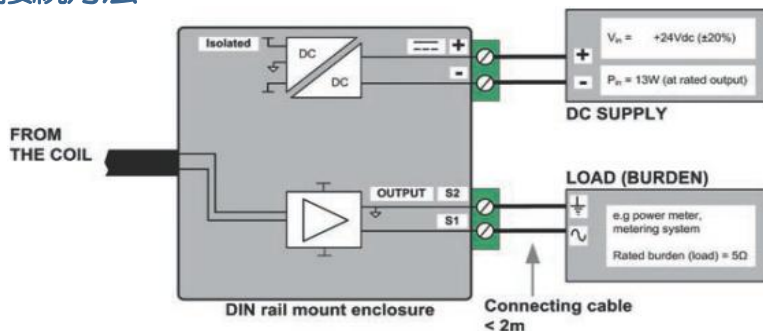 Isolated
DC
DC
+
-
+
-
Vin = +24Vdc (±20%)
Pin = 13W (at rated output)
DC SUPPLY
FROM
THE COIL
OUTPUT S2
S1
LOAD (BURDEN)
e.g power meter,
metering system
Rated burden (load) = 5Ω
DIN rail mount enclosure
Connecting cable
< 2m